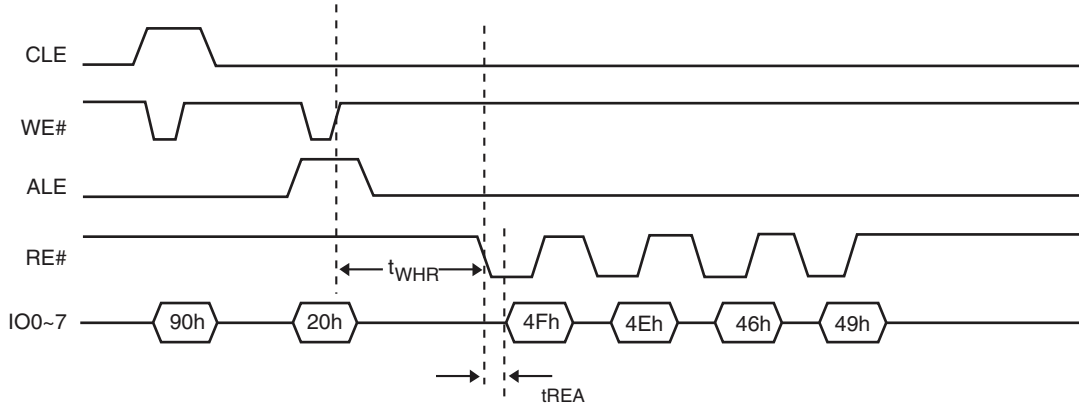 CLE
WE#
ALE
RE#
tWHR
IO0~7
90h
20h
4Fh
4Eh
46h
49h
tREA